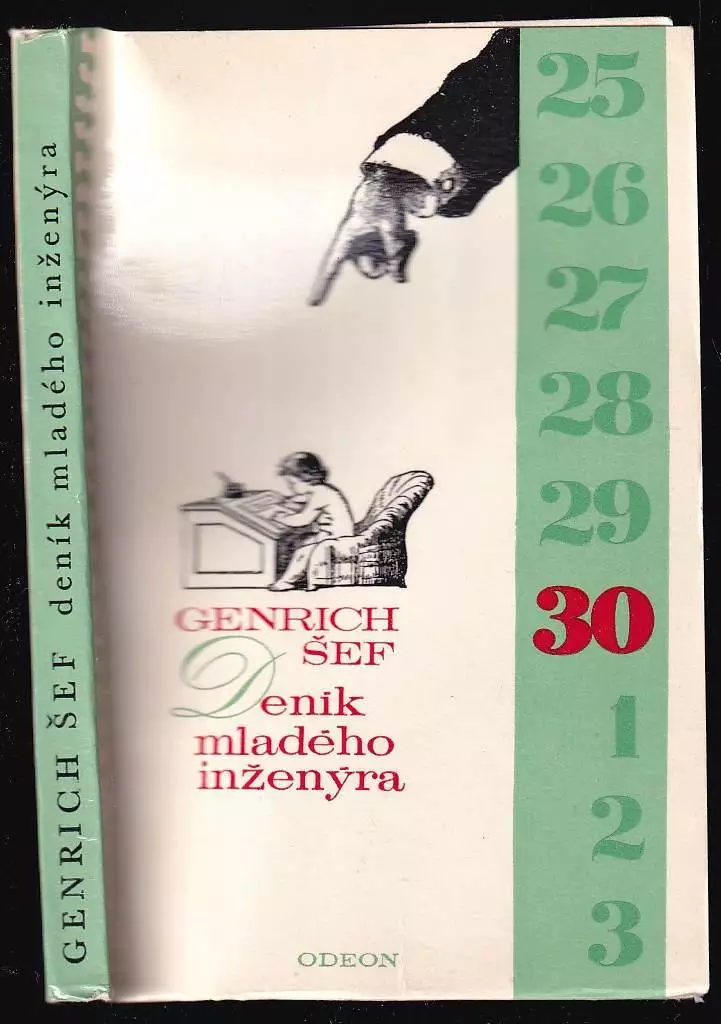 GENRICH ŠEF deník mladého inženýra
25
26
27
28
29
30
1
2
3
GENRICH
ŠEF
Deník
mladého
inženýra
ODEON